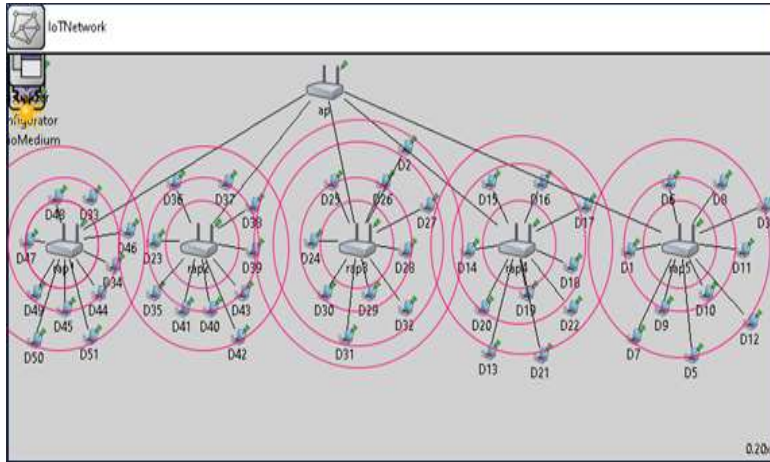 IoTNetwork
nfigurator
ioMedium
ap
D2
D48 D33 D36 D37 D25 D26 D15 D16 D6 D8
D38 D27 D17 D3
D47 D46 D23 D39 D24 D28 D14 D1 D11
rap1 rap2 rap3 rap4 rap5
D34 D18
D49 D44 D35 D43 D30 D29 D19 D10
D45 D41 D40 D32 D20 D22 D9
D50 D51 D42 D31 D7 D12
D13 D21 D5
0.20